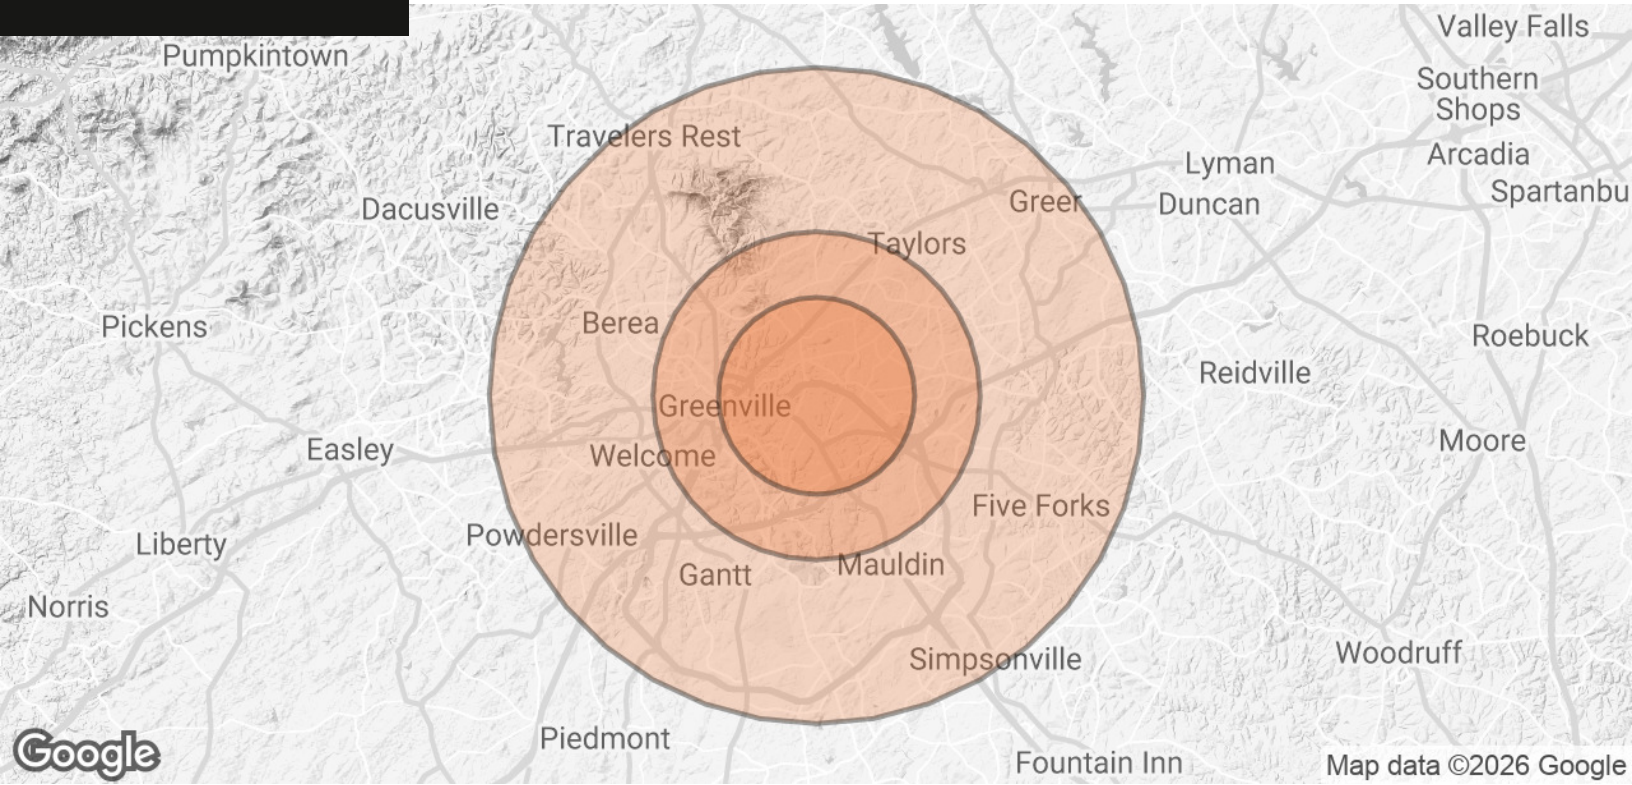 Valley Falls
Pumpkintown
Southern
Shops
Travelers Rest
Arcadia
Lyman
Spartanbu
Greer
Duncan
Dacusville
Taylors
Berea
Pickens
Roebuck
Reidville
Greenville
Moore
Easley
Welcome
Five Forks
Powdersville
Liberty
Mauldin
Gantt
Norris
Woodruff
Simpsonville
Piedmont
Google
Fountain Inn
Map data ©2026 Google